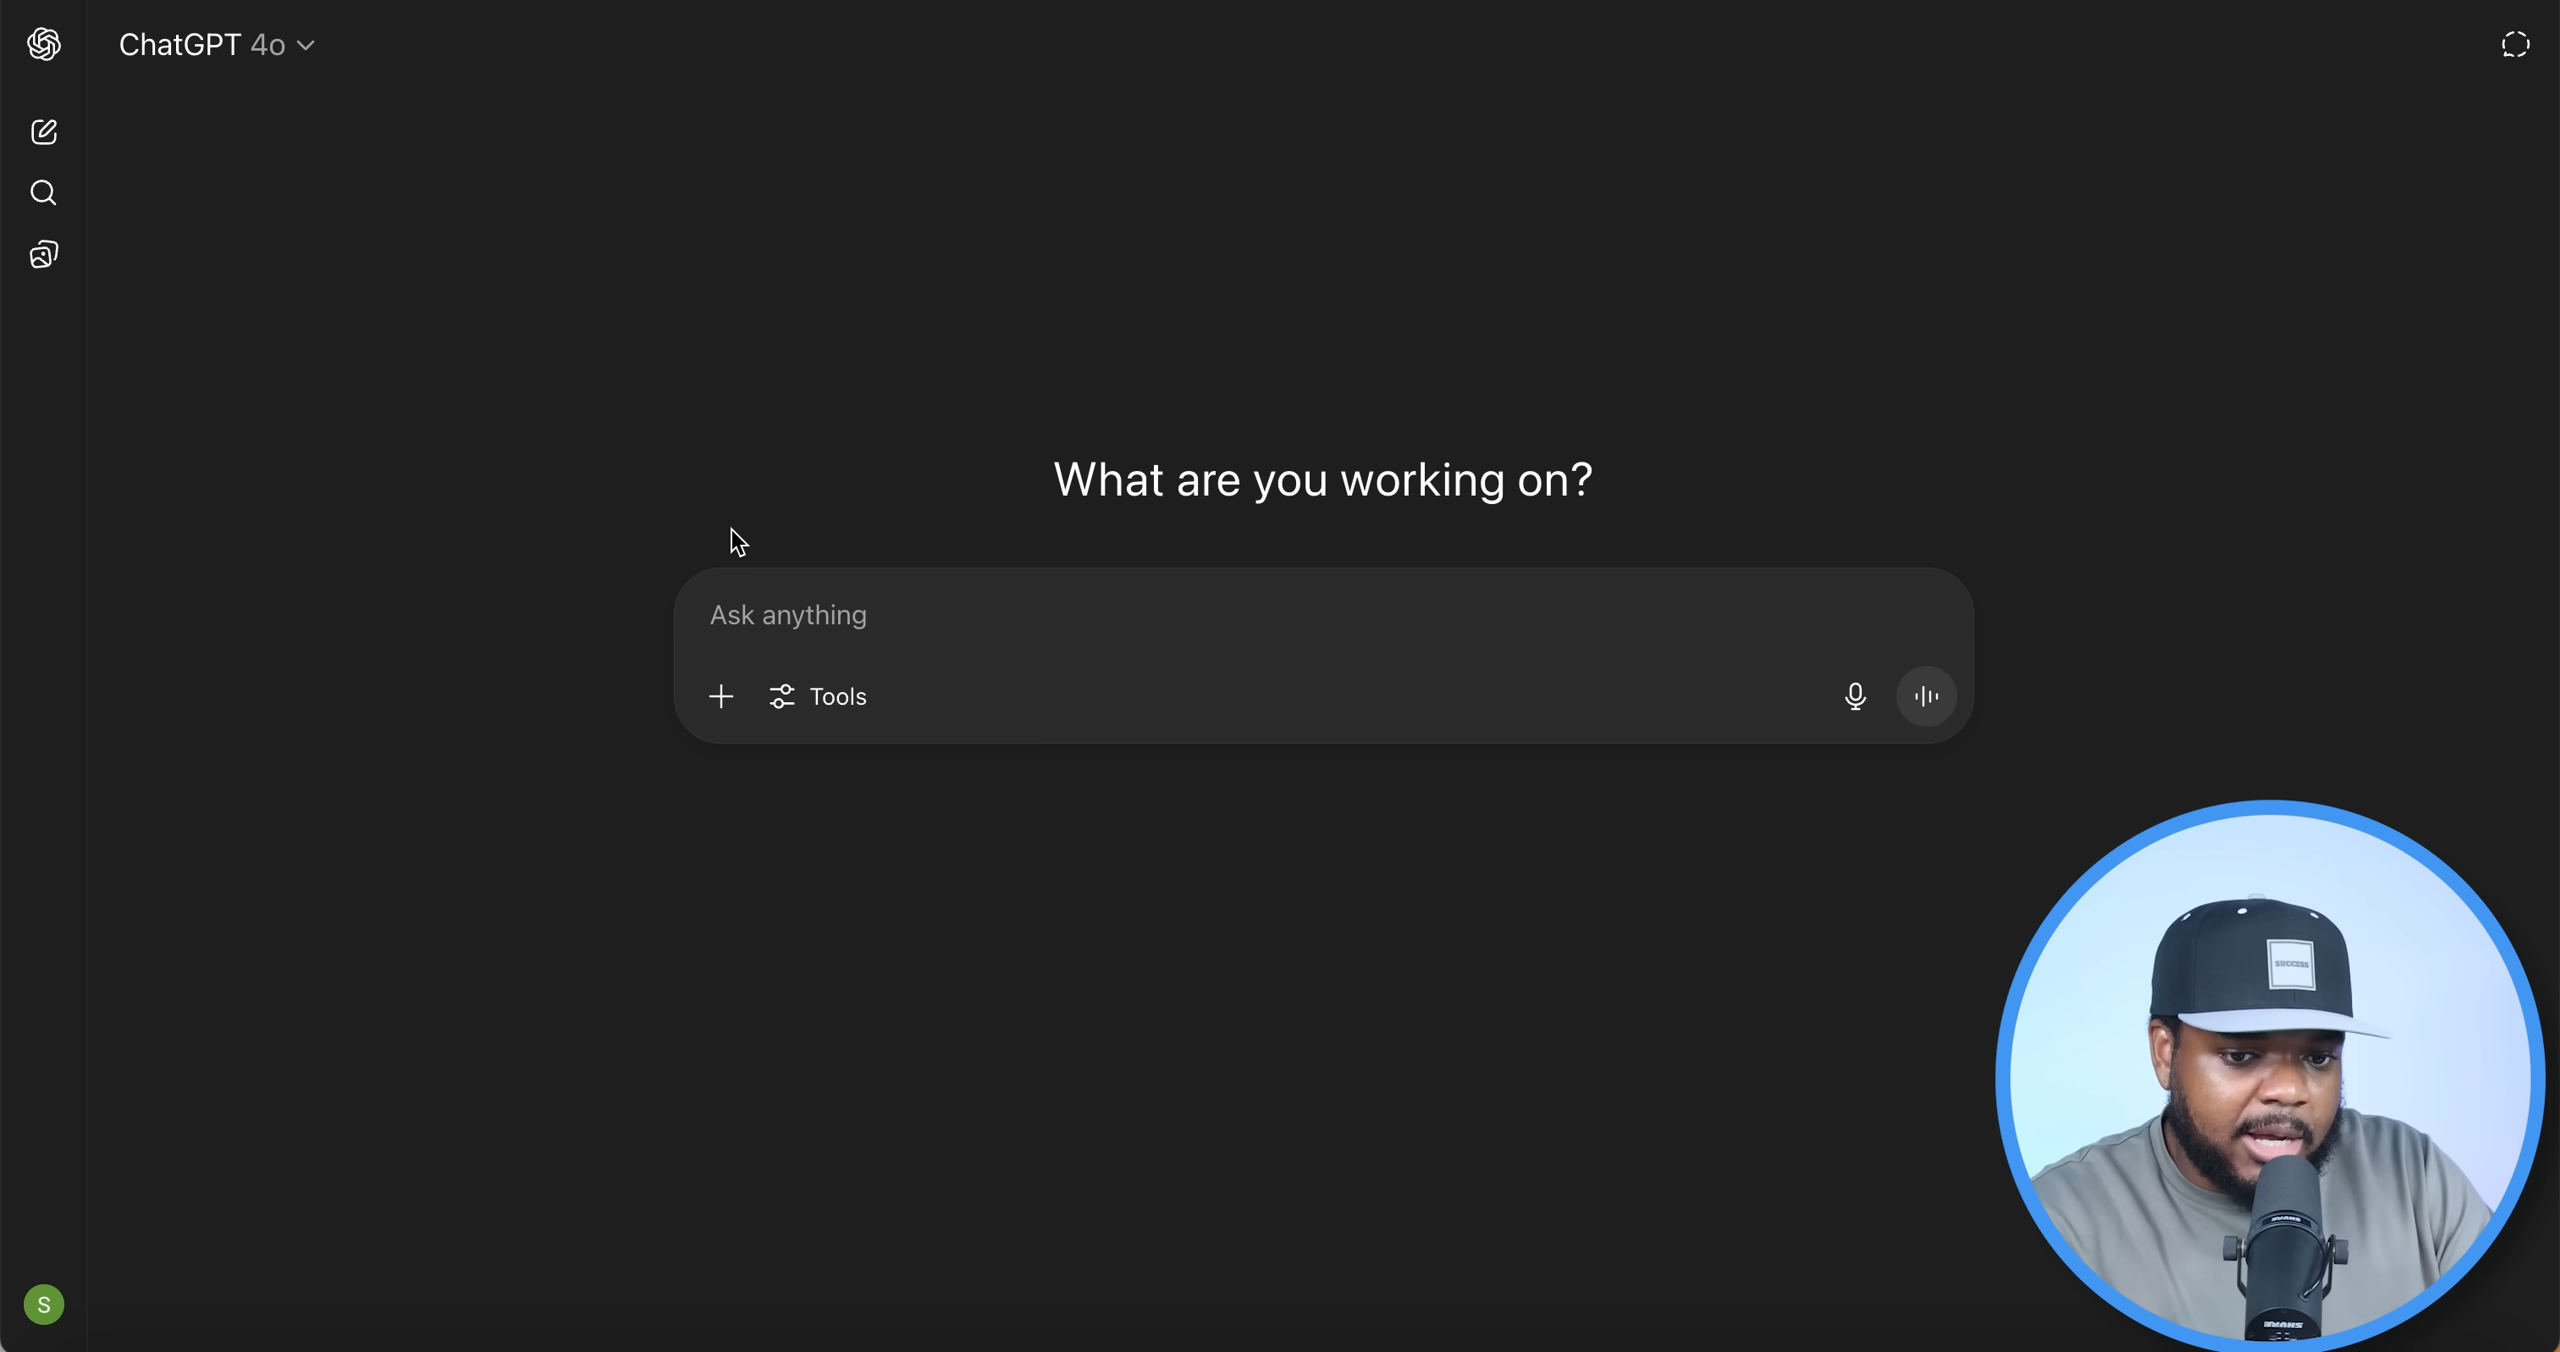 ChatGPT 4o
What are you working on?
Ask anything
Tools
SUCCESS
S